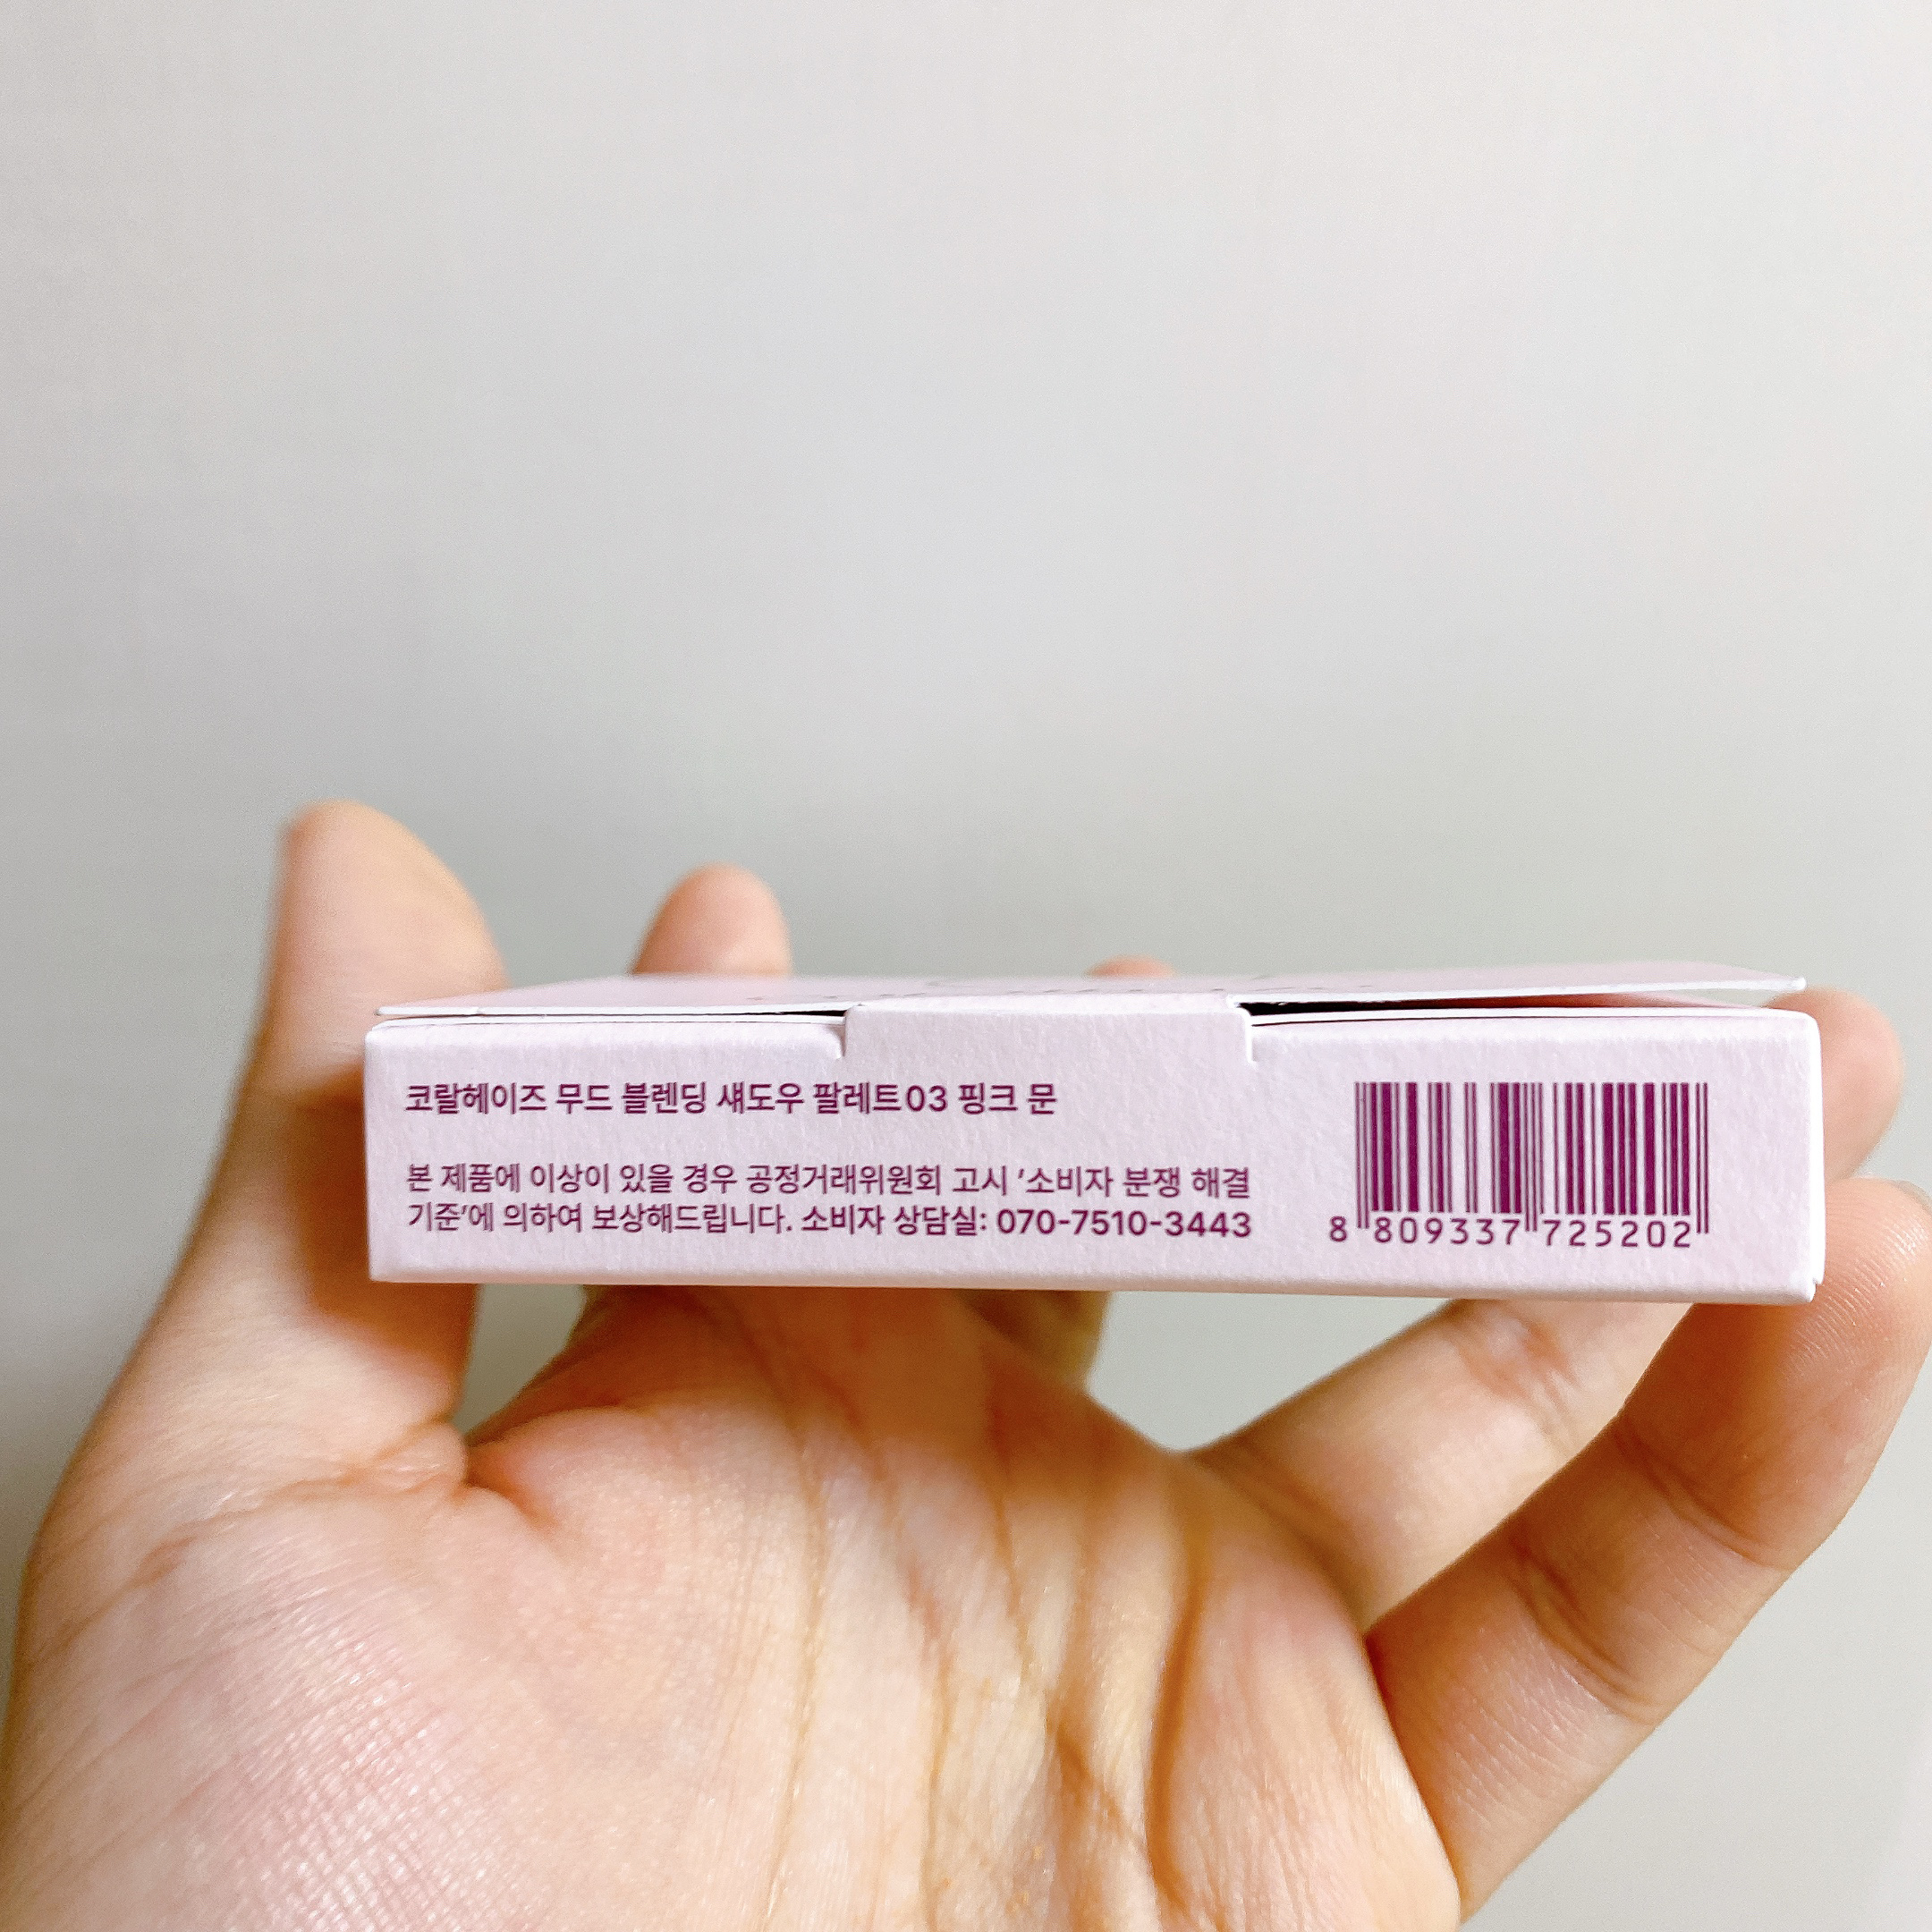 코랄헤이즈 무드 블렌딩 섀도우 팔레트03 핑크 문
본 제품에 이상이 있을 경우 공정거래위원회 고시 '소비자 분쟁 해결
기준'에 의하여 보상해드립니다. 소비자 상담실: 070-7510-3443
8 809337 725202